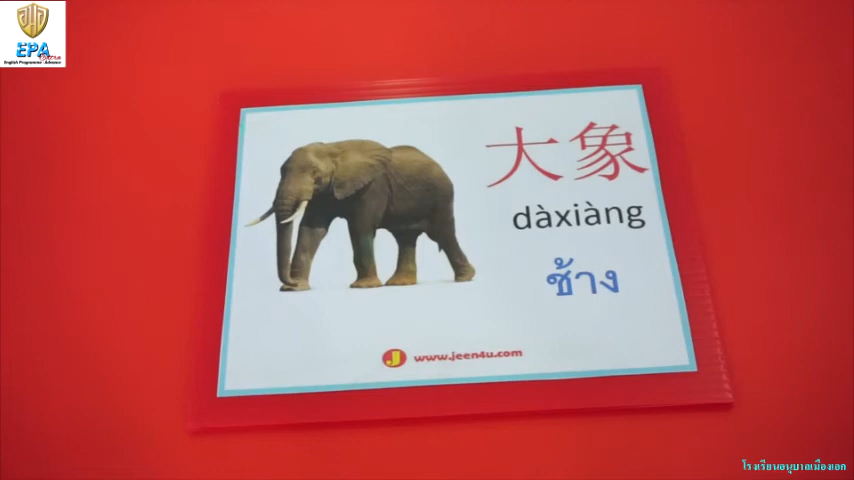 EPA
Extra
English Programme Advance
大象
dàxiàng
ช้าง
J www.jeen4u.com
โรงเรียนอนุบาลเมืองเอก